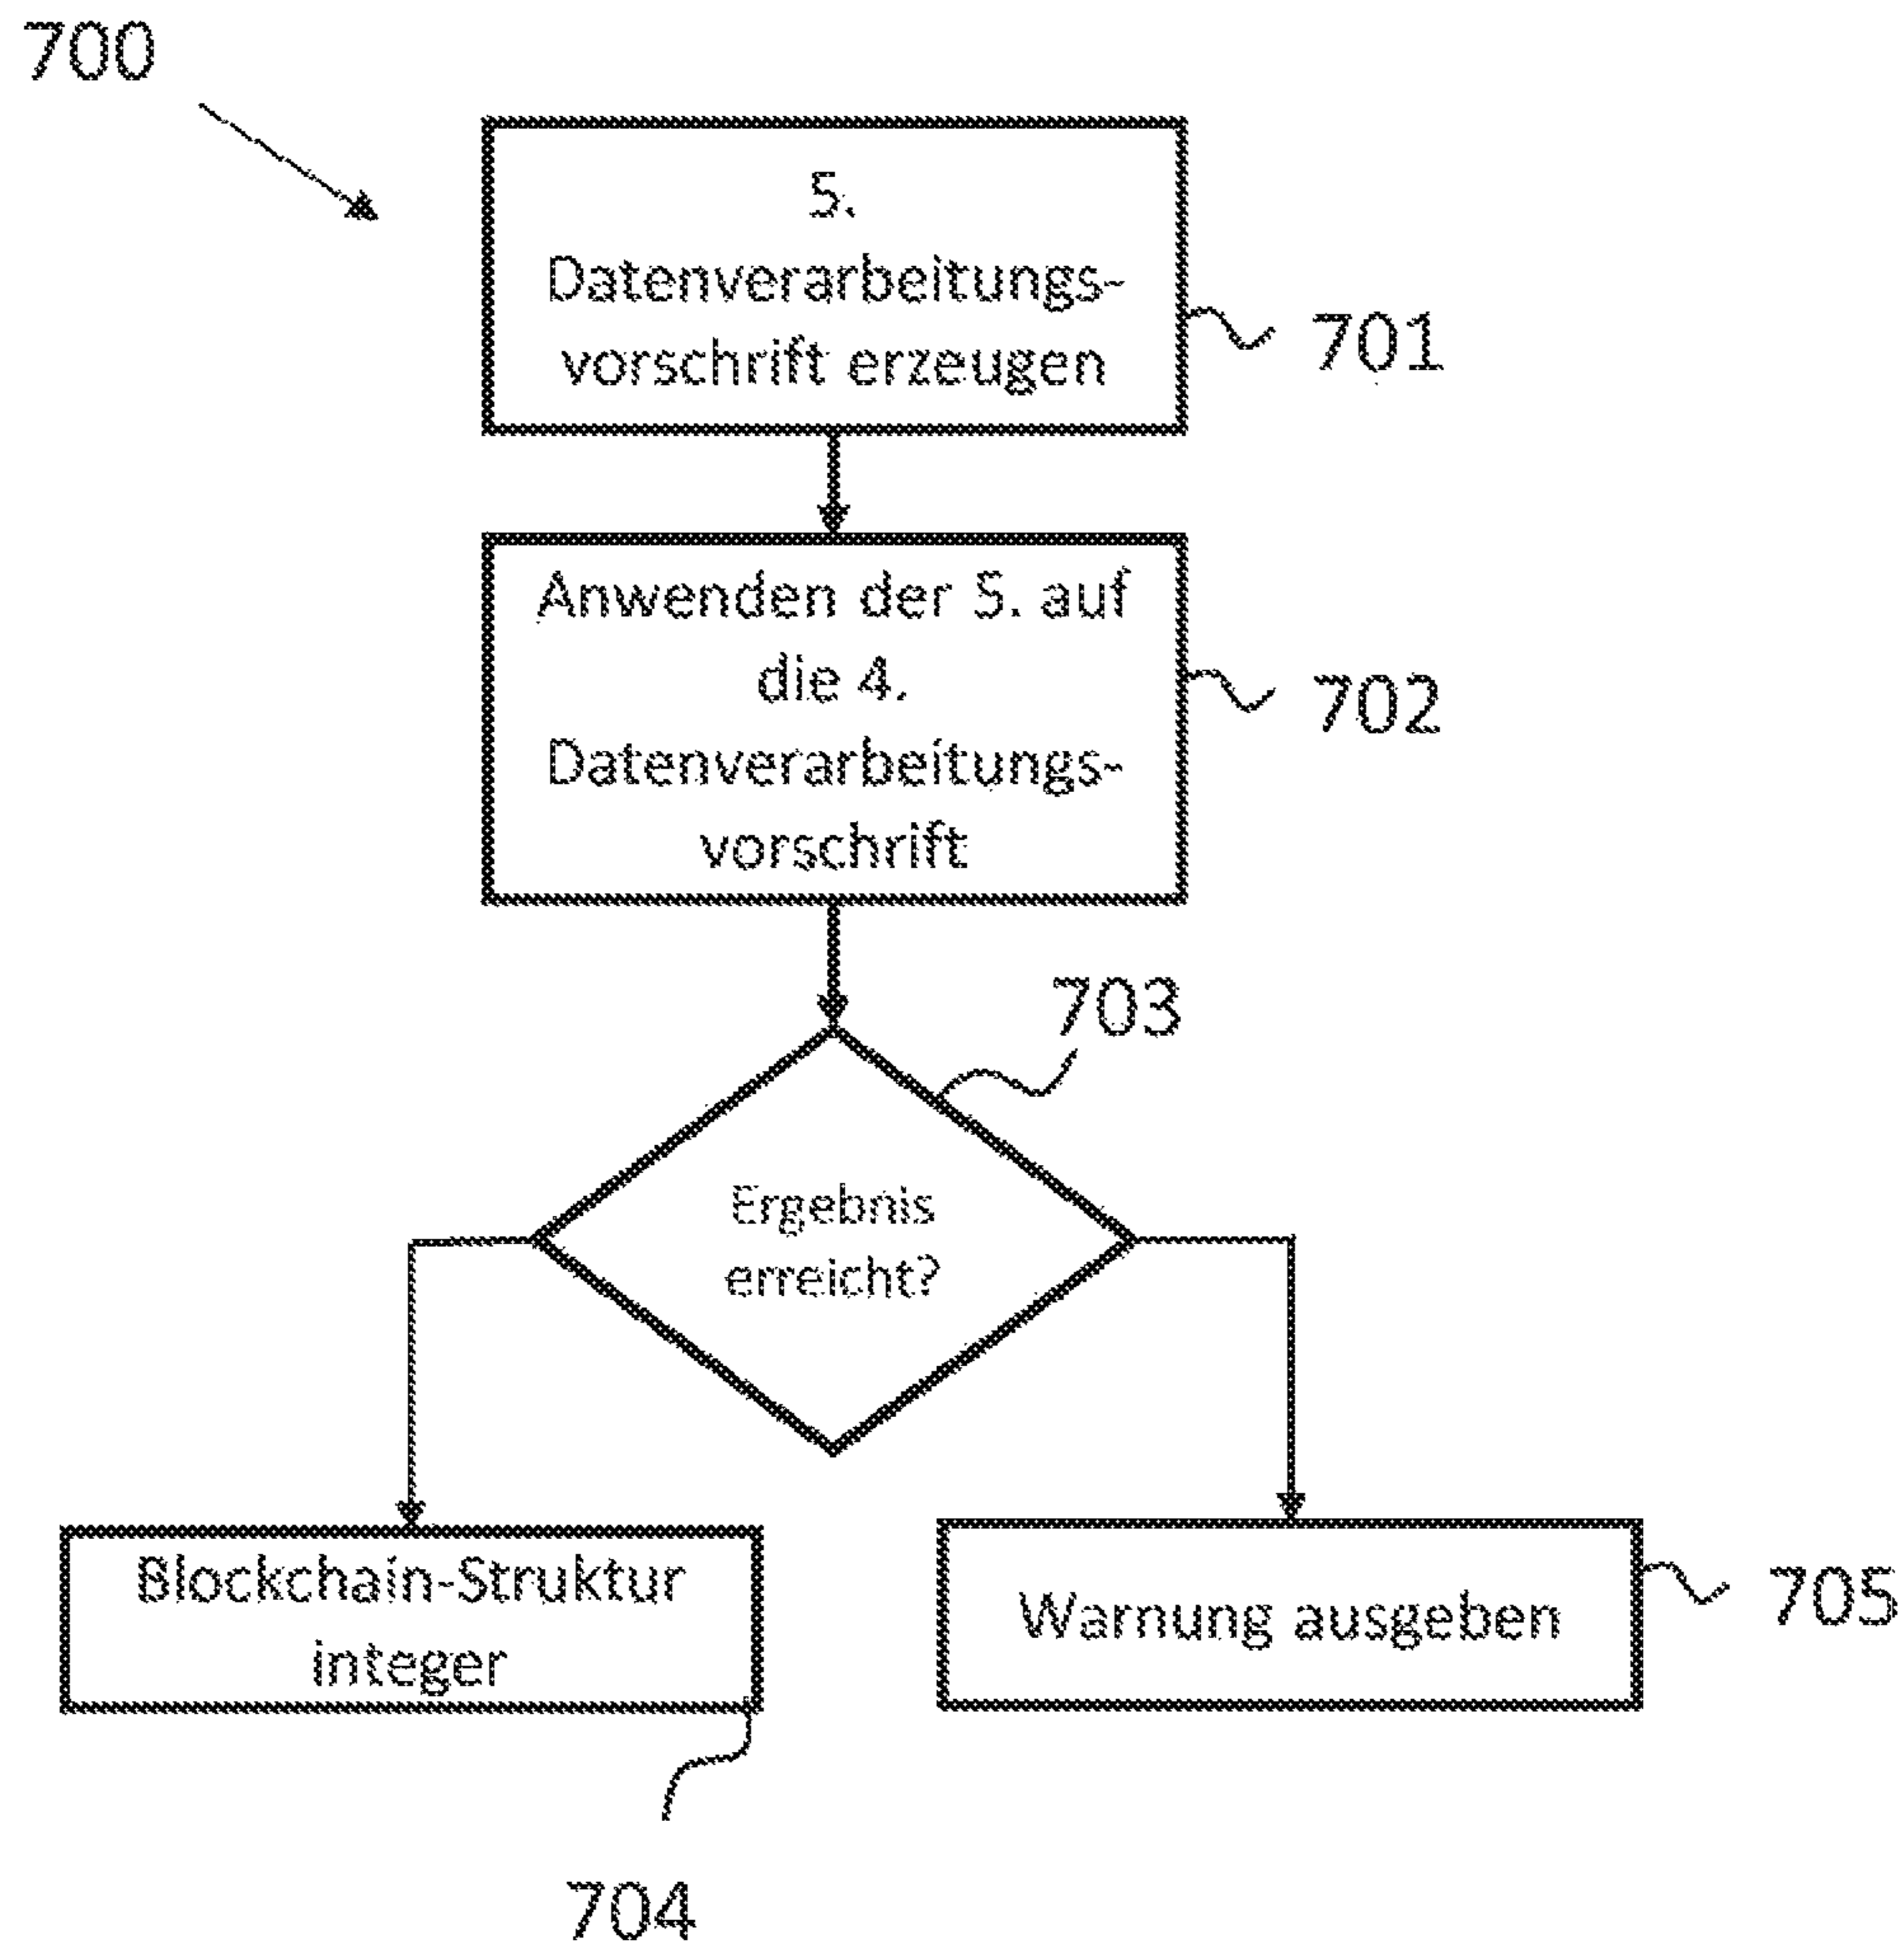 700
5.
Datenverarbeitungs-
vorschrift erzeugen
701
Anwenden der 5. auf
die 4.
Datenverarbeitungs-
vorschrift
702
703
Ergebnis
erreicht?
Blockchain-Struktur
integer
Warnung ausgeben
705
704